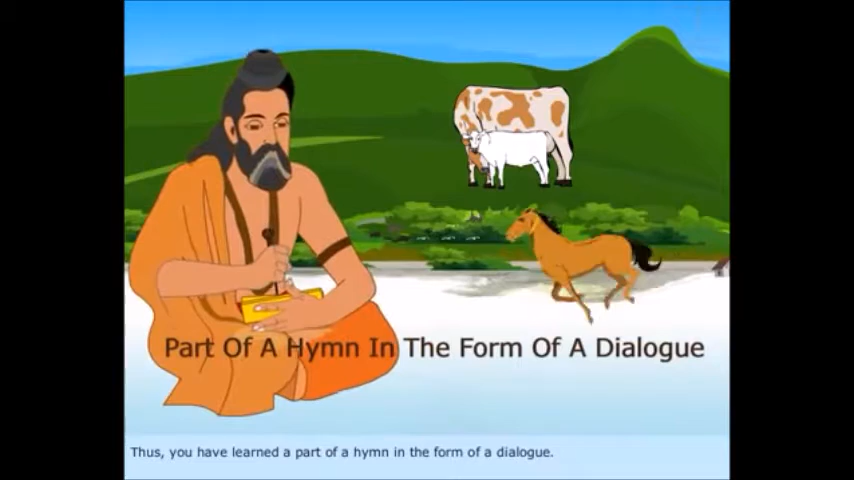 Part Of A Hymn In The Form Of A Dialogue
Thus, you have learned a part of a hymn in the form of a dialogue.